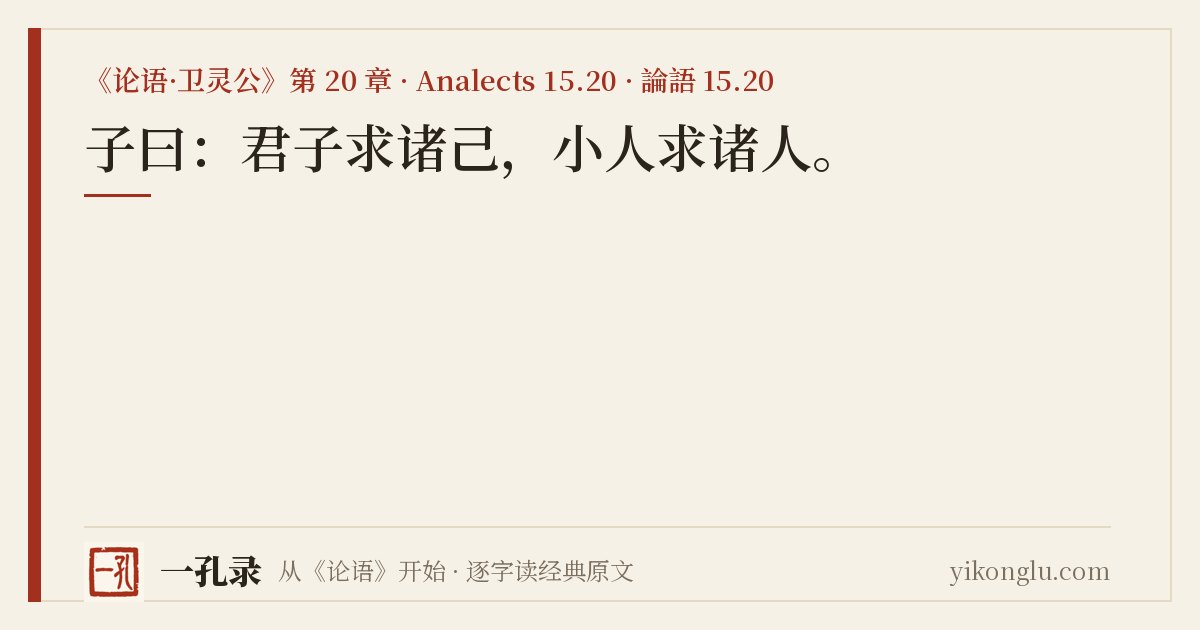 《论语·卫灵公》第 20 章 · Analects 15.20 · 論語 15.20
子曰：君子求诸己，小人求诸人。
一孔
一孔录 从《论语》开始 · 逐字读经典原文 yikonglu.com